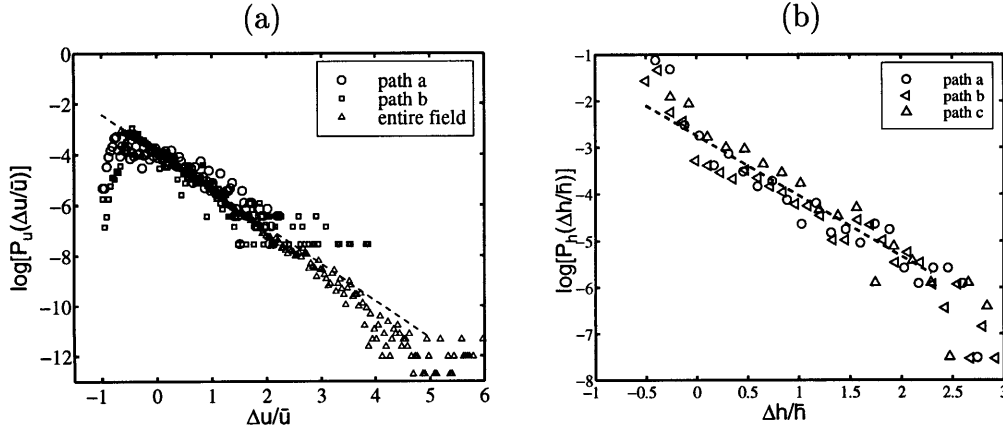 (a)
0
−2
−4
−6
−8
−10
−12
log[P_u(Δu/ū)]
path a
path b
entire field
−1 0 1 2 3 4 5 6
Δu/ū
(b)
−1
−2
−3
−4
−5
−6
−7
−8
log[P_h(Δh/h̄)]
path a
path b
path c
−1 −0.5 0 0.5 1 1.5 2 2.5 3
Δh/h̄